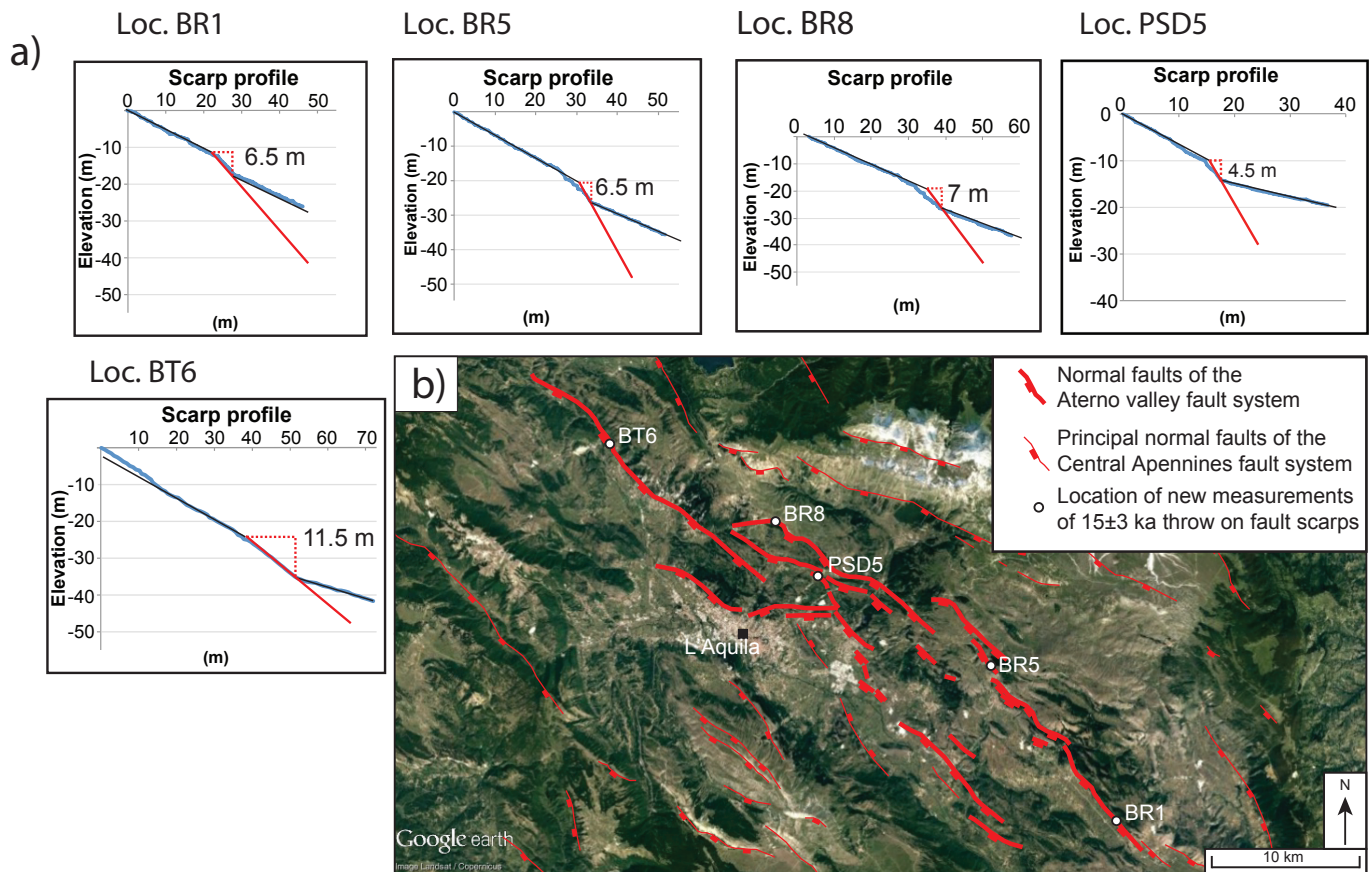 a)
Loc. BR1
Scarp profile
0 10 20 30 40 50
Elevation (m)
-10
-20
-30
-40
-50
6.5 m
(m)
Loc. BR5
Scarp profile
0 10 20 30 40 50
Elevation (m)
-10
-20
-30
-40
-50
6.5 m
(m)
Loc. BR8
Scarp profile
0 10 20 30 40 50 60
Elevation (m)
-10
-20
-30
-40
-50
7 m
(m)
Loc. PSD5
Scarp profile
0 10 20 30 40
Elevation (m)
0
-10
-20
-30
-40
4.5 m
(m)
Loc. BT6
Scarp profile
10 20 30 40 50 60 70
Elevation (m)
-10
-20
-30
-40
-50
11.5 m
(m)
b)
Normal faults of the
Aterno valley fault system
Principal normal faults of the
Central Apennines fault system
Location of new measurements
of 15±3 ka throw on fault scarps
BT6
BR8
PSD5
L'Aquila
BR5
BR1
N
10 km
Google earth
Image Landsat / Copernicus